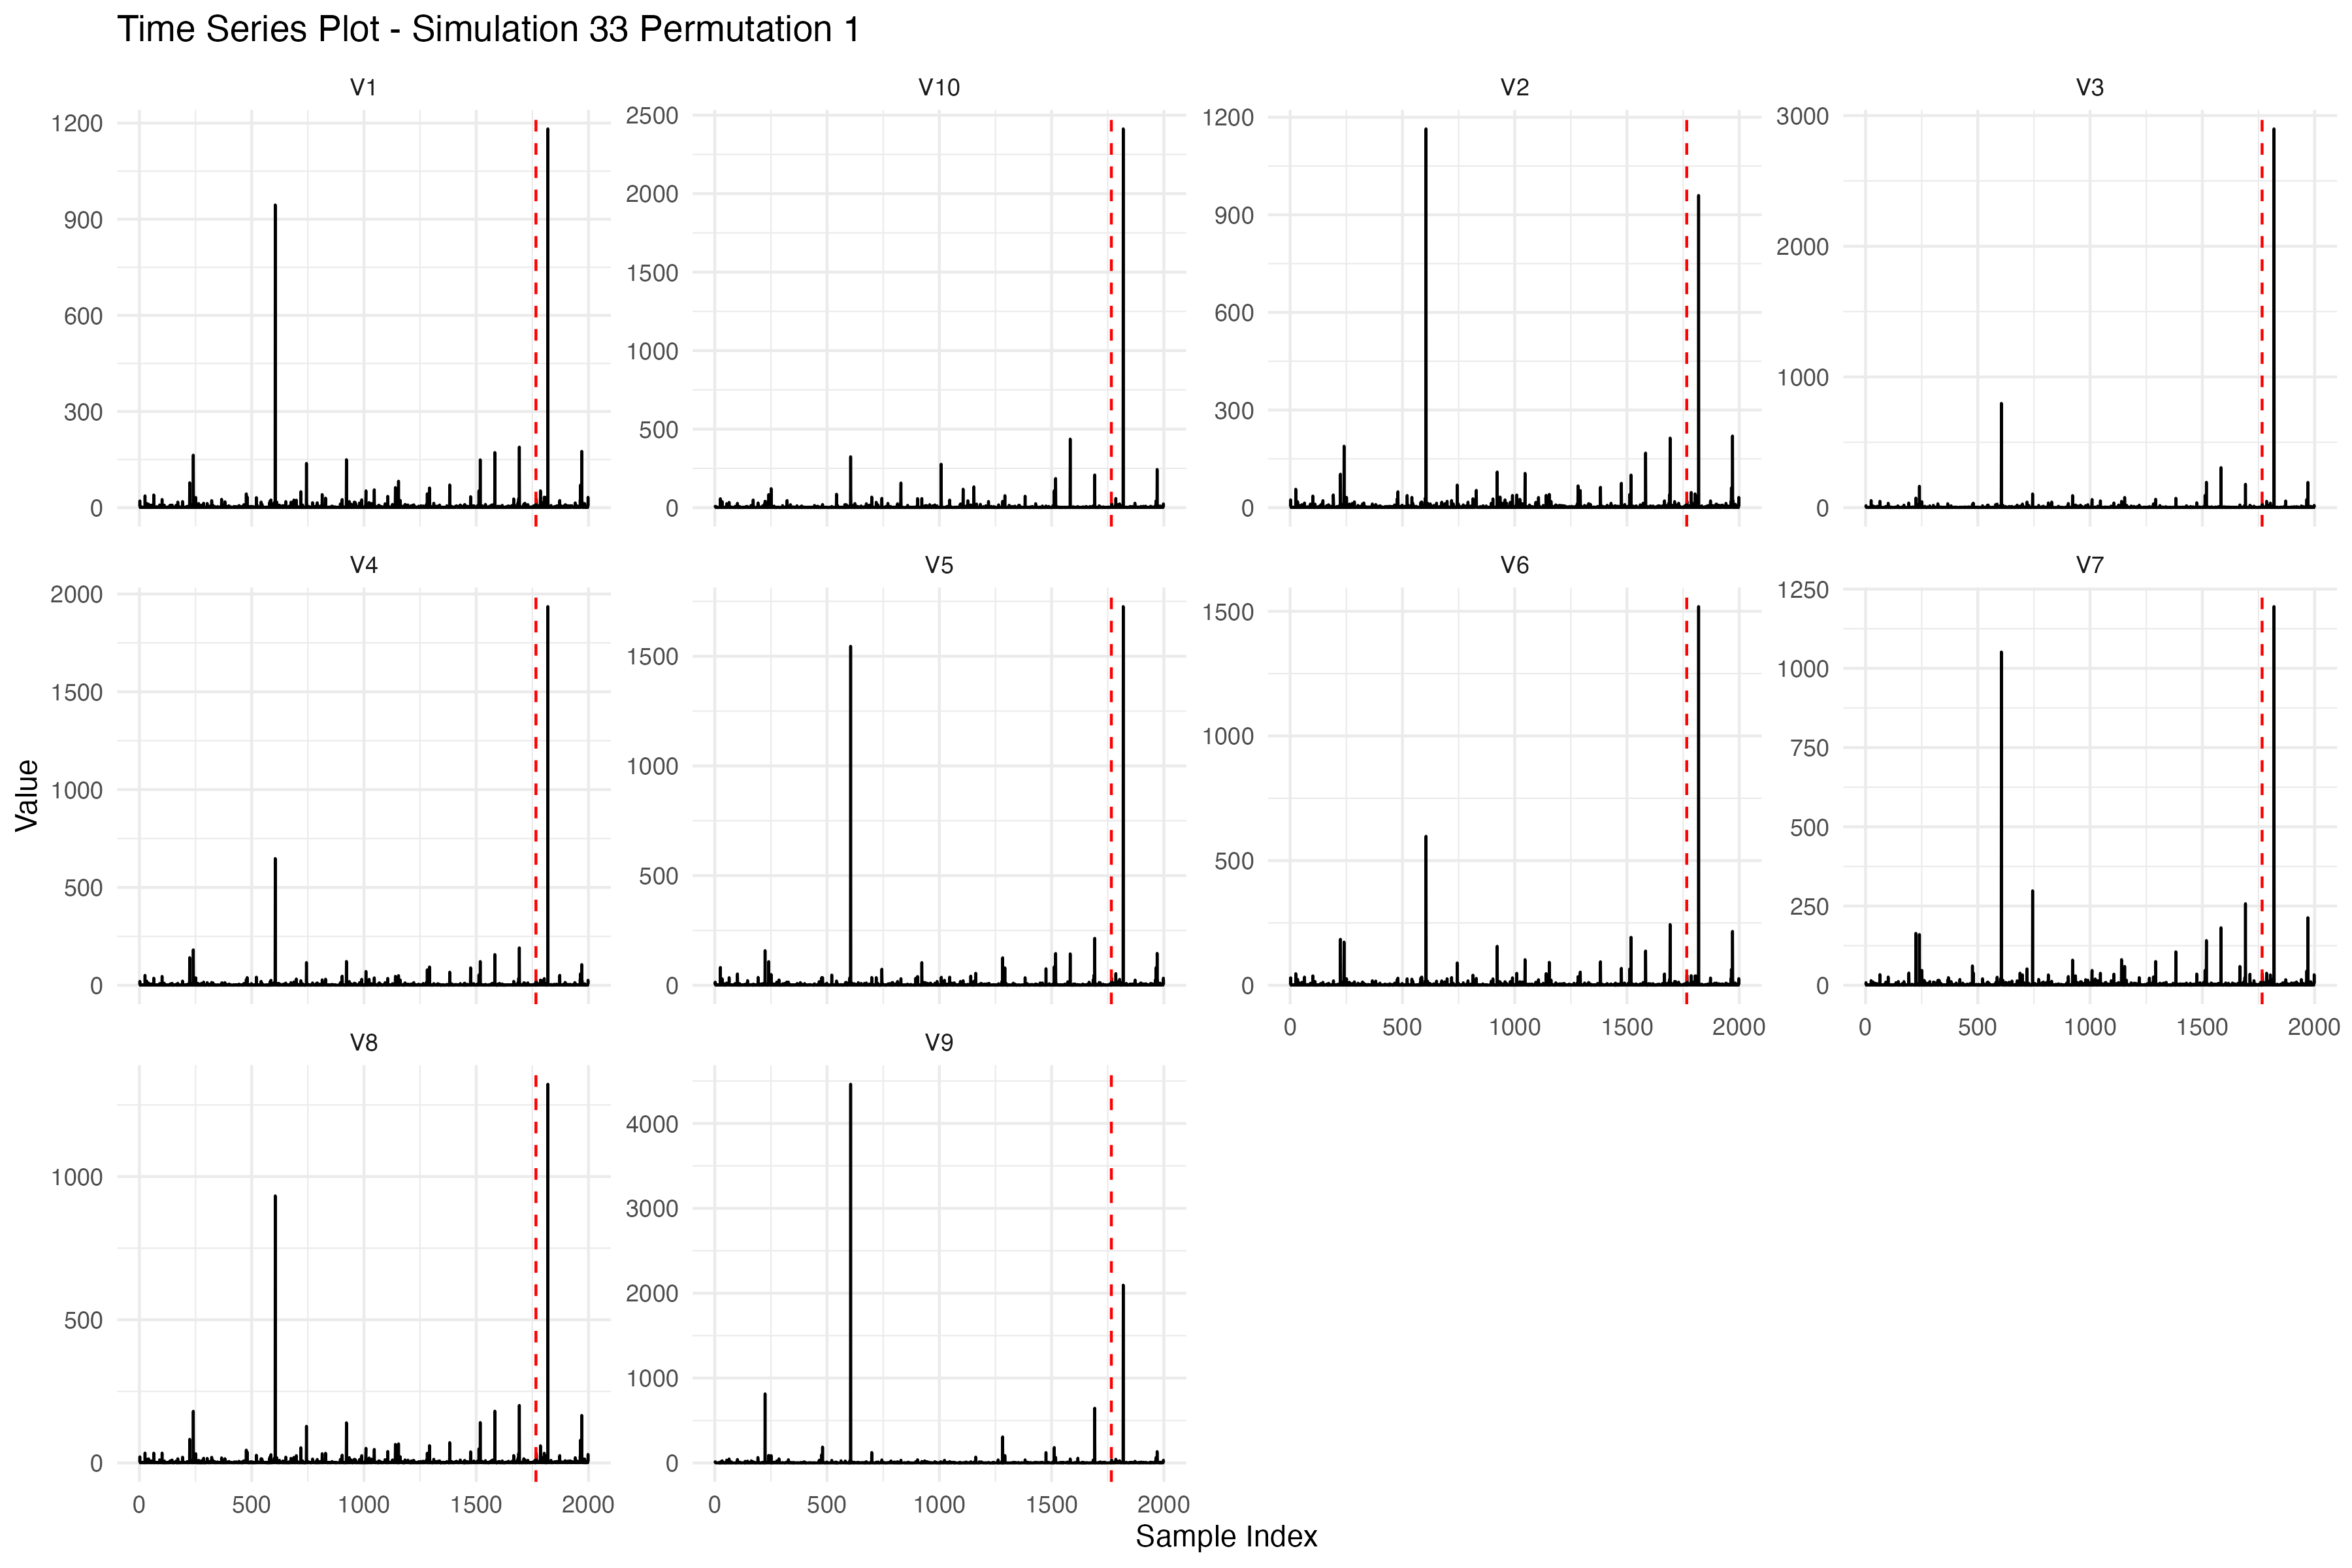 Time Series Plot - Simulation 33 Permutation 1
V1 V10 V2 V3
1200 2500 1200 3000
900 2000 900 2000
600 1500 600 1000
300 1000 300 0
0 500 0
0
V4 V5 V6 V7
2000 1500 1500 1250
1500 1000 1000 1000
1000 500 500 750
500 0 0 500
0 250
0
0 500 1000 1500 2000 0 500 1000 1500 2000
V8 V9
1000 4000
500 3000
0 2000
1000
0
0 500 1000 1500 2000 0 500 1000 1500 2000
Sample Index
Value